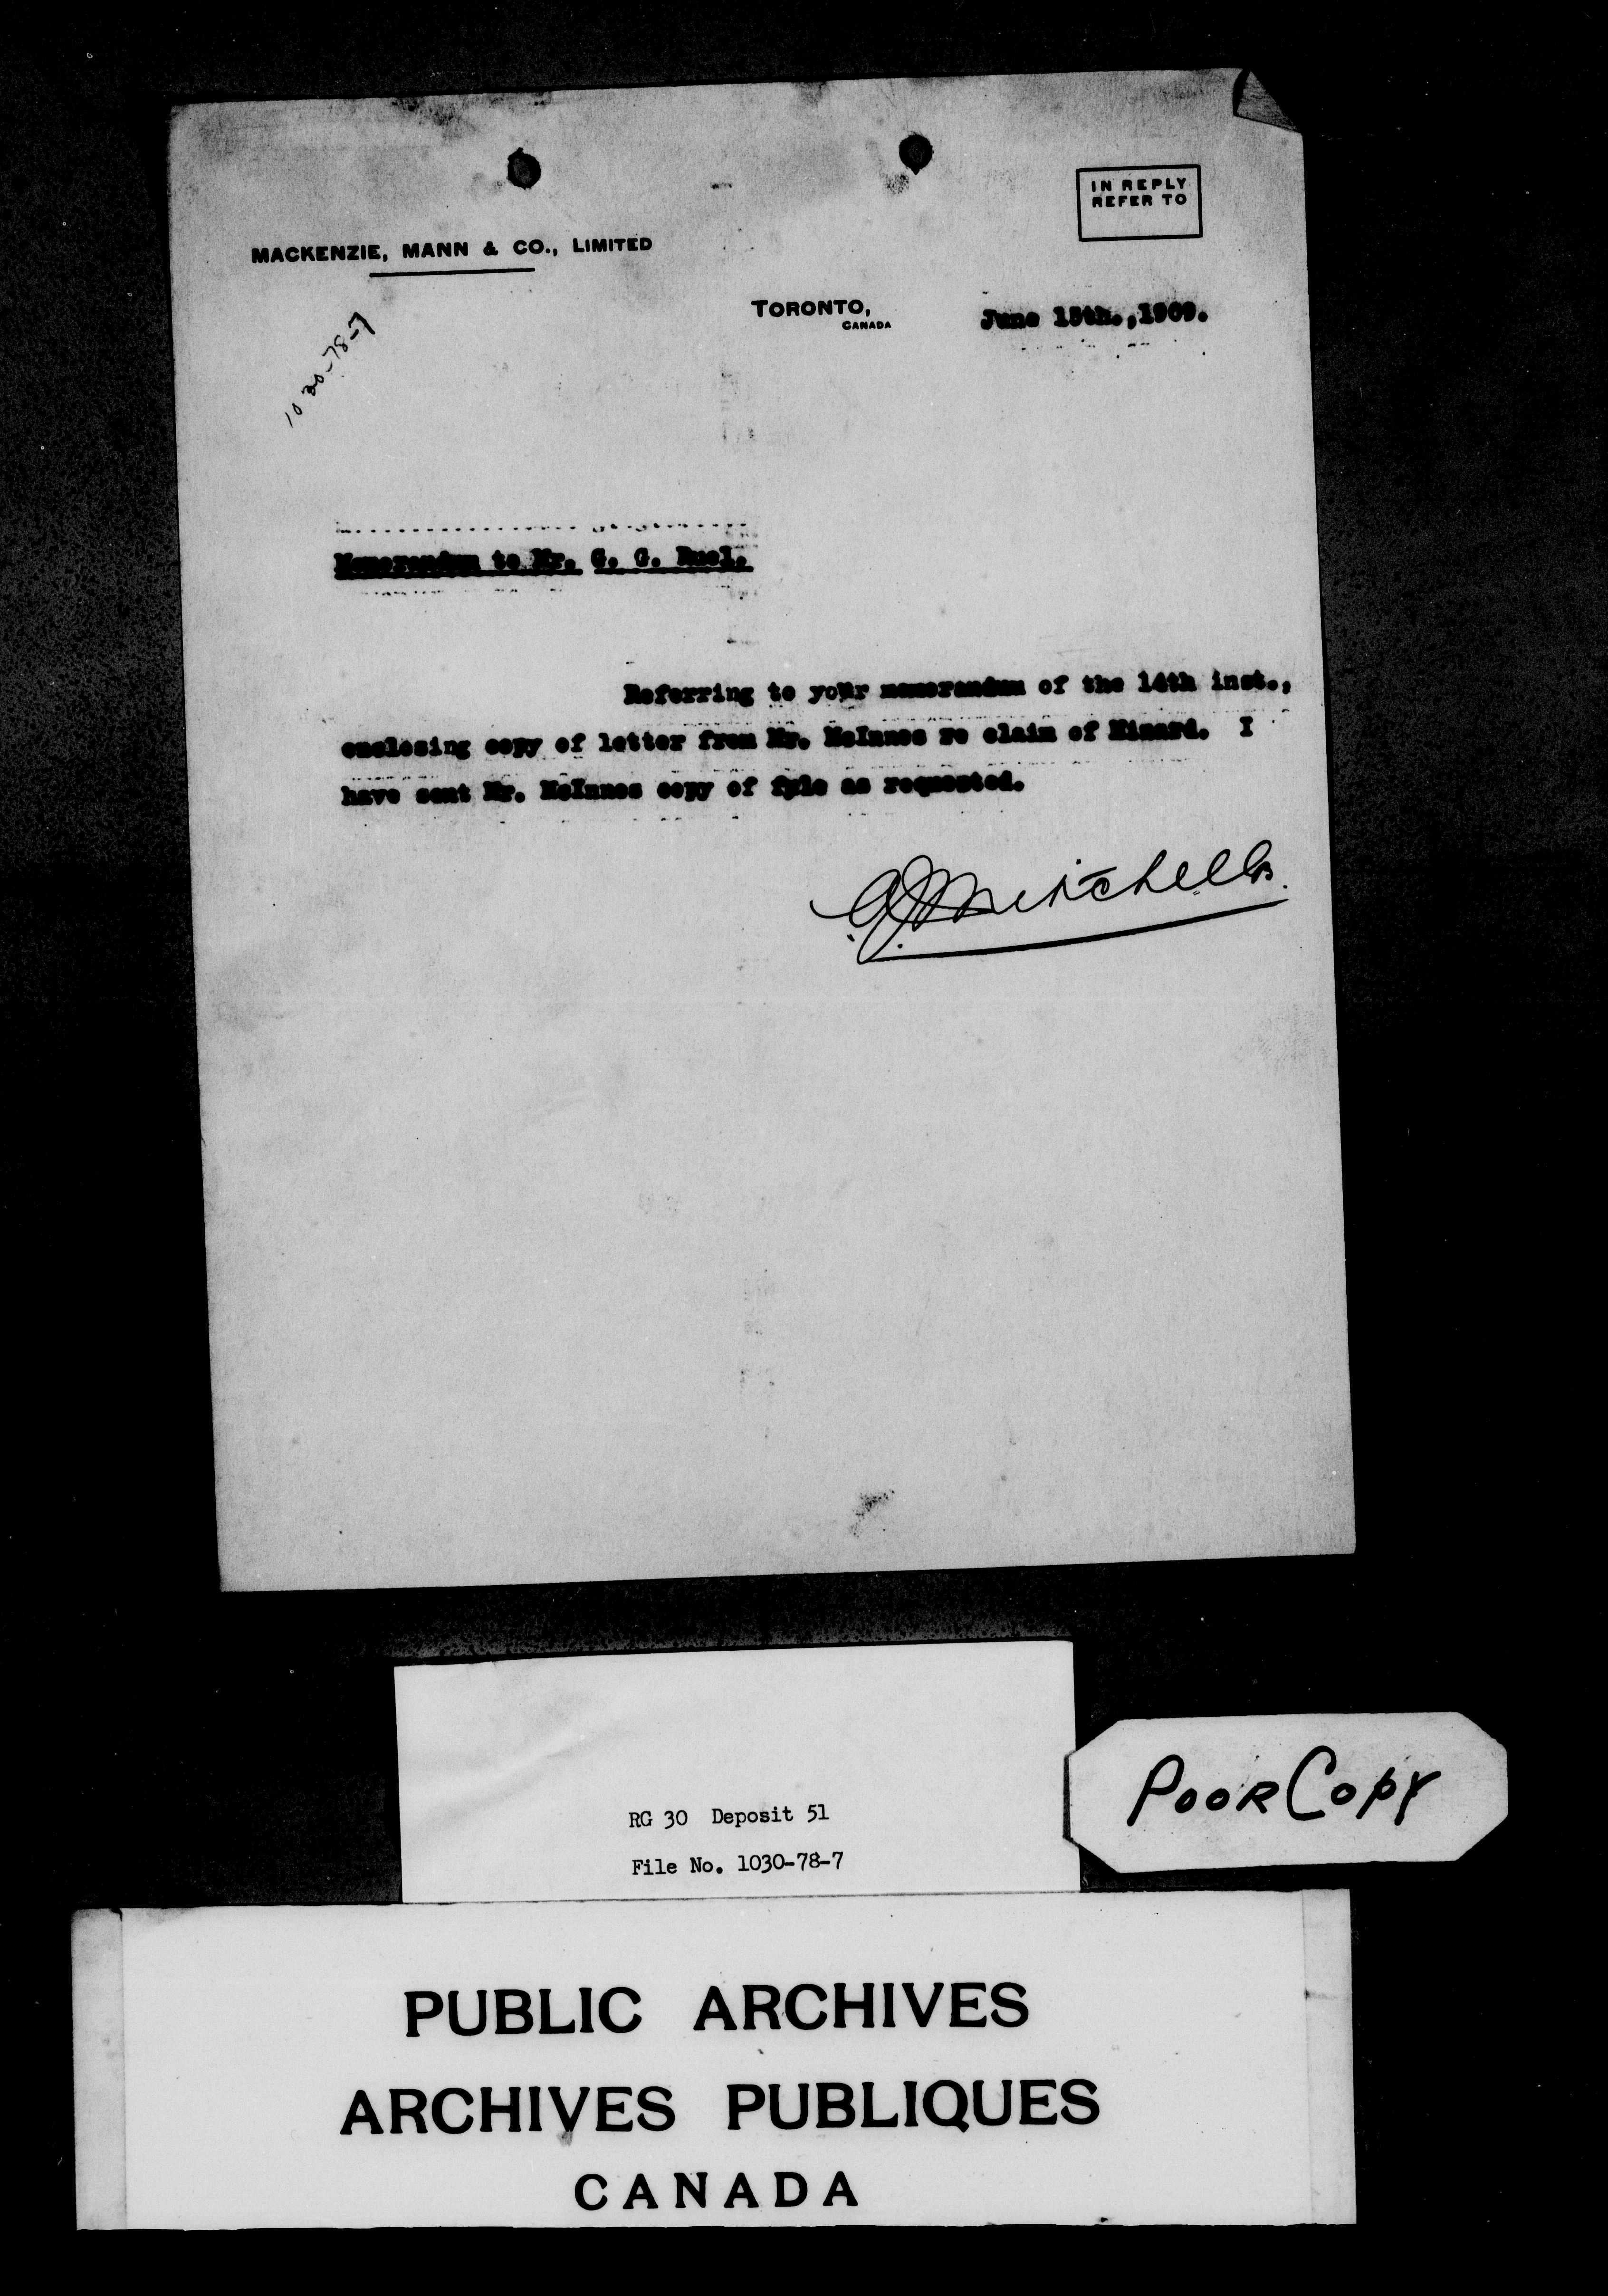 IN REPLY
REFER TO
MACKENZIE, MANN & CO., LIMITED
TORONTO,
CANADA
June 15th.,1909.
1030-78-7
Memorandum to Mr. G. G. Ruel.
Referring to your memorandum of the 14th inst.,
enclosing copy of letter from Mr. McInnes re claim of Minard. I
have sent Mr. McInnes copy of fyle as requested.
Mitchell
Poor Copy
RG 30 Deposit 51
File No. 1030-78-7
PUBLIC ARCHIVES
ARCHIVES PUBLIQUES
CANADA